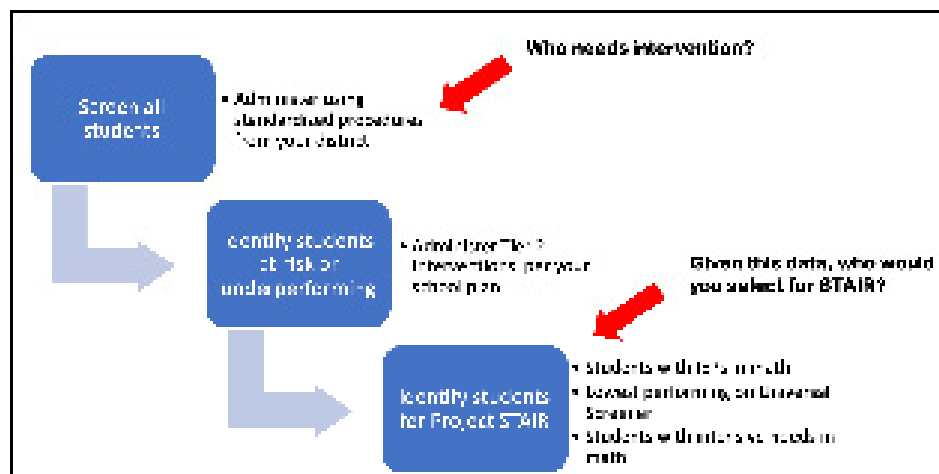 Who needs intervention?
Screen all
students
• Administer using
standardized procedures
from your district
Identify students
at risk or
underperforming
• Administer Tier 2
interventions per your
school plan
Given this data, who would
you select for STAIR?
Identify students
for Project STAIR
• Students with in math
• Lowest performing on Universal
Screener
• Students with intensive needs in
math